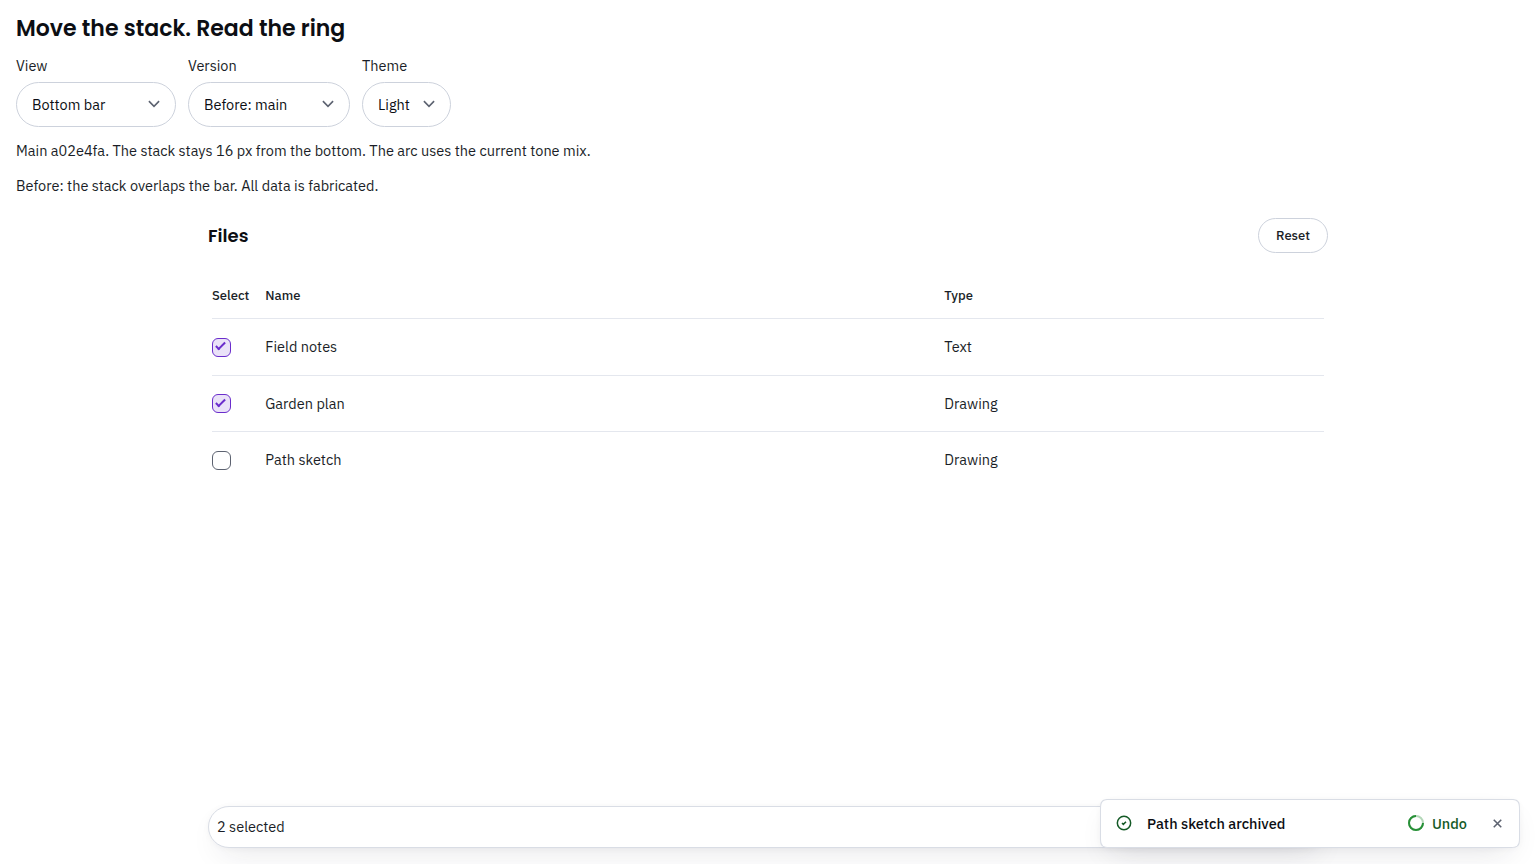 Move the stack. Read the ring
View Version Theme
Bottom bar Before: main Light
Main a02e4fa. The stack stays 16 px from the bottom. The arc uses the current tone mix.
Before: the stack overlaps the bar. All data is fabricated.
Files Reset
Select Name Type
Field notes Text
Garden plan Drawing
Path sketch Drawing
2 selected Path sketch archived Undo